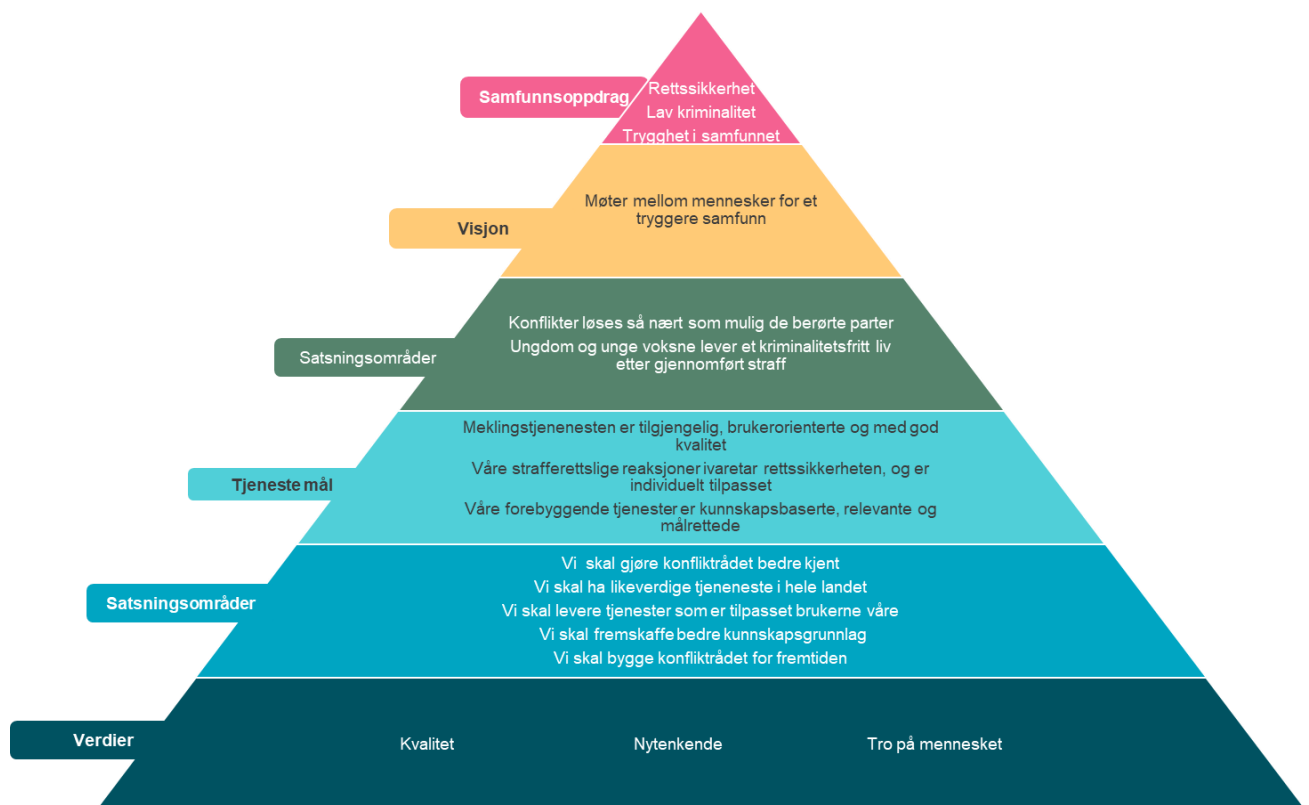 Samfunnsoppdrag
Rettssikkerhet
Lav kriminalitet
Trygghet i samfunnet
Visjon
Møter mellom mennesker for et
tryggere samfunn
Satsningsområder
Konflikter løses så nært som mulig de berørte parter
Ungdom og unge voksne lever et kriminalitetsfritt liv
etter gjennomført straff
Tjeneste mål
Meklingstjenenesten er tilgjengelig, brukerorienterte og med god
kvalitet
Våre strafferettslige reaksjoner ivaretar rettssikkerheten, og er
individuelt tilpasset
Våre forebyggende tjenester er kunnskapsbaserte, relevante og
målrettede
Satsningsområder
Vi skal gjøre konfliktrådet bedre kjent
Vi skal ha likeverdige tjeneneste i hele landet
Vi skal levere tjenester som er tilpasset brukerne våre
Vi skal fremskaffe bedre kunnskapsgrunnlag
Vi skal bygge konfliktrådet for fremtiden
Verdier
Kvalitet
Nytenkende
Tro på mennesket